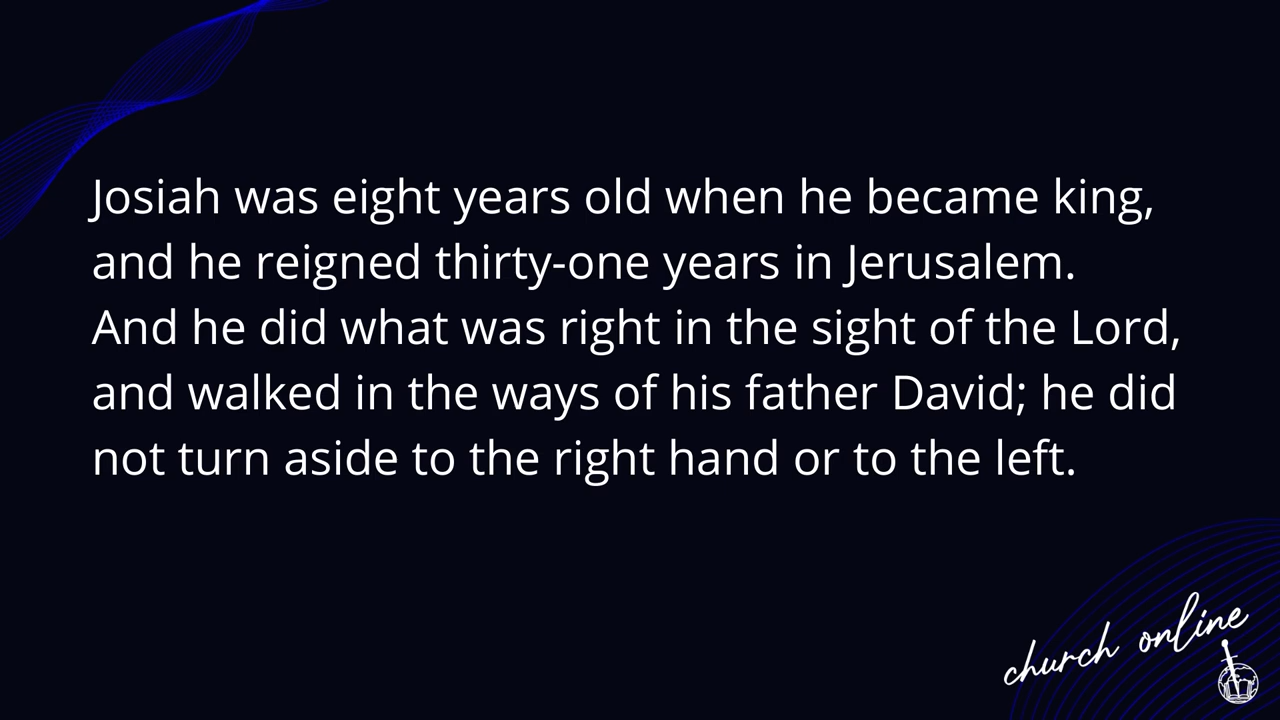 Josiah was eight years old when he became king,
and he reigned thirty-one years in Jerusalem.
And he did what was right in the sight of the Lord,
and walked in the ways of his father David; he did
not turn aside to the right hand or to the left.
church online